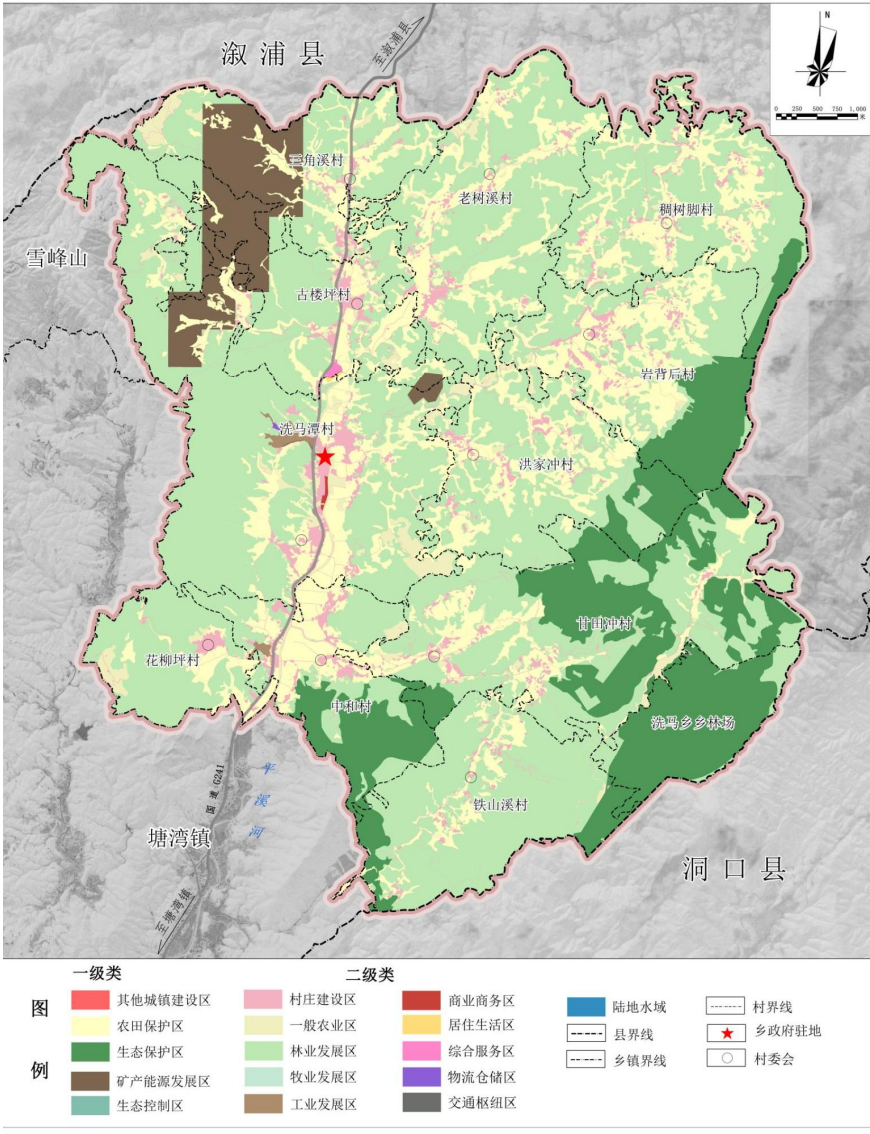 至溆浦县
N
溆浦县
0 250 500 750 1,000
米
三角溪村
老树溪村
稠树脚村
雪峰山
古楼坪村
岩背后村
洗马潭村
洪家冲村
甘田冲村
花柳坪村
中和村
洗马乡乡林场
国道G241
平溪河
铁山溪村
塘湾镇
洞口县
至塘湾镇
一级类
二级类
图例
其他城镇建设区
村庄建设区
商业商务区
陆地水域
村界线
农田保护区
一般农业区
居住生活区
县界线
乡政府驻地
生态保护区
林业发展区
综合服务区
乡镇界线
村委会
矿产能源发展区
牧业发展区
物流仓储区
生态控制区
工业发展区
交通枢纽区